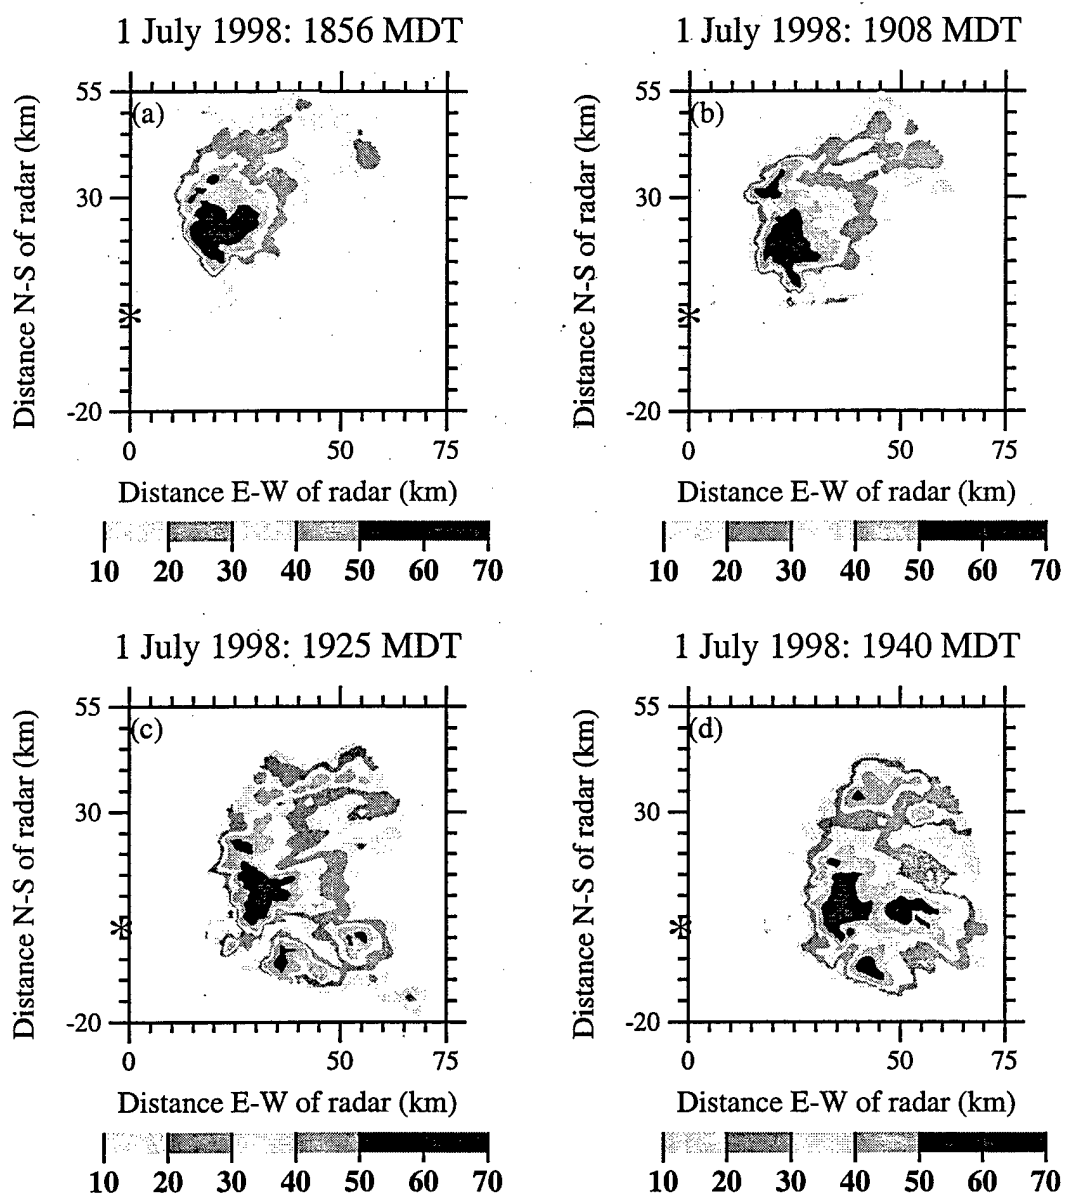 1 July 1998: 1856 MDT
1 July 1998: 1908 MDT
55
(a)
55
(b)
Distance N-S of radar (km)
30
Distance N-S of radar (km)
30
*
*
-20
-20
0
50
75
0
50
75
Distance E-W of radar (km)
Distance E-W of radar (km)
10 20 30 40 50 60 70
10 20 30 40 50 60 70
1 July 1998: 1925 MDT
1 July 1998: 1940 MDT
55
(c)
55
(d)
Distance N-S of radar (km)
30
Distance N-S of radar (km)
30
*
*
-20
-20
0
50
75
0
50
75
Distance E-W of radar (km)
Distance E-W of radar (km)
10 20 30 40 50 60 70
10 20 30 40 50 60 70